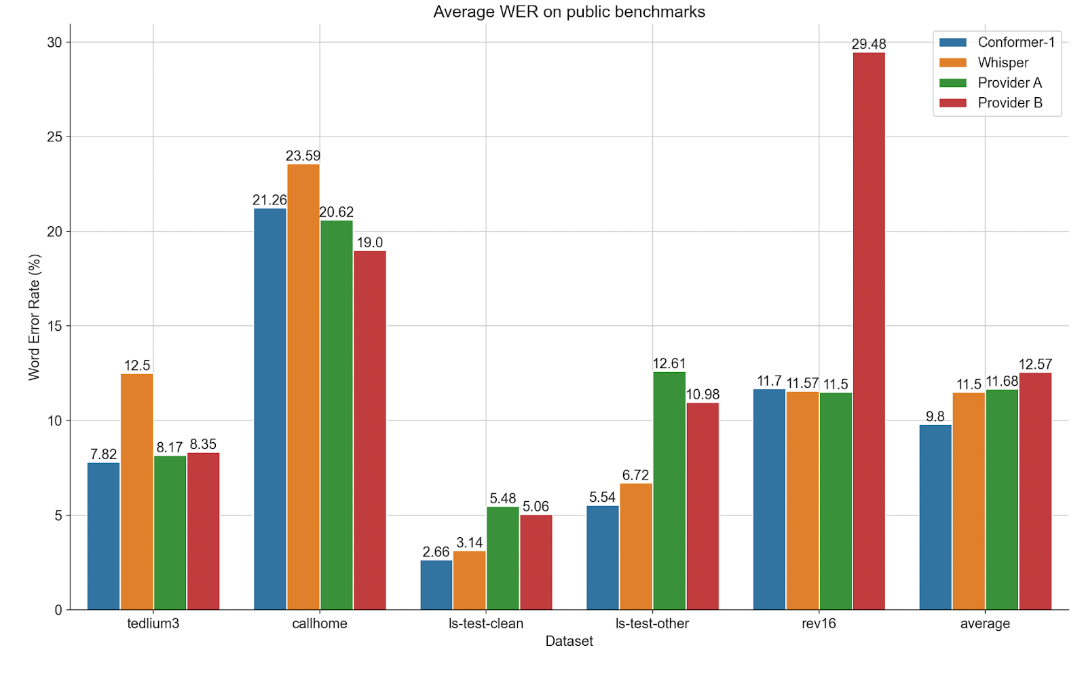 Average WER on public benchmarks
Conformer-1
Whisper
Provider A
Provider B
Word Error Rate (%)
30
25
20
15
10
5
0
7.82 12.5 8.17 8.35
21.26 23.59 20.62 19.0
2.66 3.14 5.48 5.06
5.54 6.72 12.61 10.98
11.7 11.57 11.5 29.48
9.8 11.5 11.68 12.57
tedlium3 callhome ls-test-clean ls-test-other rev16 average
Dataset